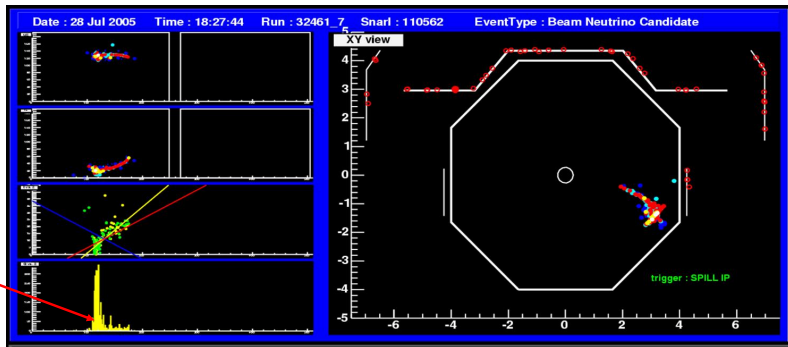 Date : 28 Jul 2005 Time : 18:27:44 Run : 32461_7 Snarl : 110562 EventType : Beam Neutrino Candidate
XY view
4
3
2
1
0
-1
-2
-3
-4
-5
-6 -4 -2 0 2 4 6
trigger : SPILL IP